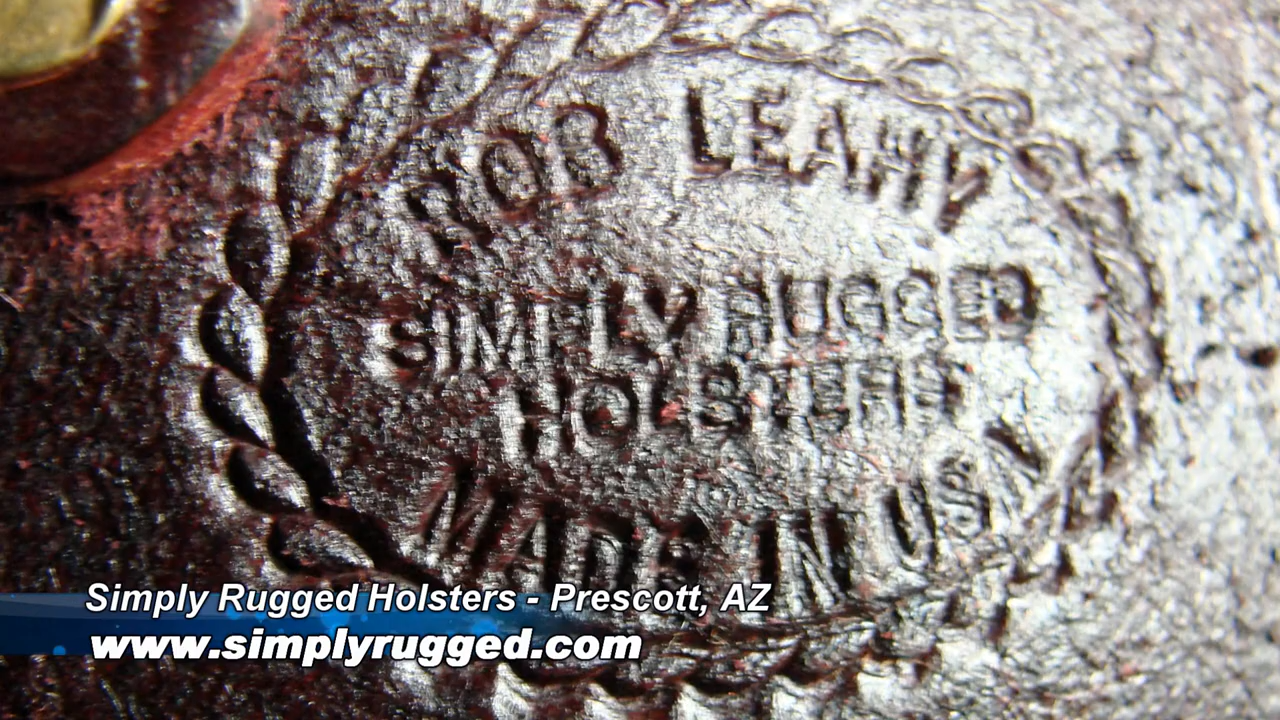 ROB LEAHY
SIMPLY RUGGED
HOLSTERS
MADE IN USA
Simply Rugged Holsters - Prescott, AZ
www.simplyrugged.com